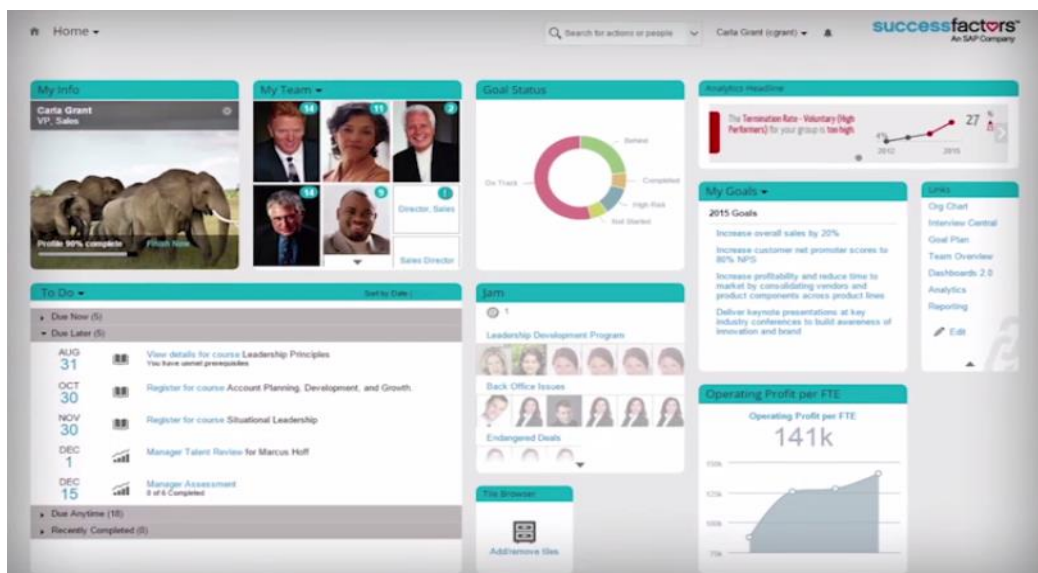 Home
Search for actions or people
Carla Grant (cgrant)
successfactors™
An SAP Company
My Info
Carla Grant
VP, Sales
Profile 98% complete
Finish Now
My Team
14
11
2
14
9
!
Director, Sales
Sales Director
Goal Status
Behind
Completed
High Risk
Not Started
On Track
Analytics Headline
The Termination Rate - Voluntary (High
Performers) for your group is too high.
4%
2012
2015
27
%
My Goals
2015 Goals
Increase overall sales by 20%
Increase customer net promotor scores to
80% NPS
Increase profitability and reduce time to
market by consolidating vendors and
product components across product lines
Deliver keynote presentations at key
industry conferences to build awareness of
innovation and brand
Links
Org Chart
Interview Central
Goal Plan
Team Overview
Dashboards 2.0
Analytics
Reporting
Edit
To Do
Sort by Date
Due Now (5)
Due Later (5)
AUG
31
View details for course Leadership Principles
You have unmet prerequisites
OCT
30
Register for course Account Planning, Development, and Growth.
NOV
30
Register for course Situational Leadership
DEC
1
Manager Talent Review for Marcus Hoff
DEC
15
Manager Assessment
0 of 6 Completed
Due Anytime (18)
Recently Completed (0)
Jam
@ 1
Leadership Development Program
Back Office Issues
Endangered Deals
Tile Browser
Add/remove tiles
Operating Profit per FTE
Operating Profit per FTE
141k
150k
125k
100k
75k